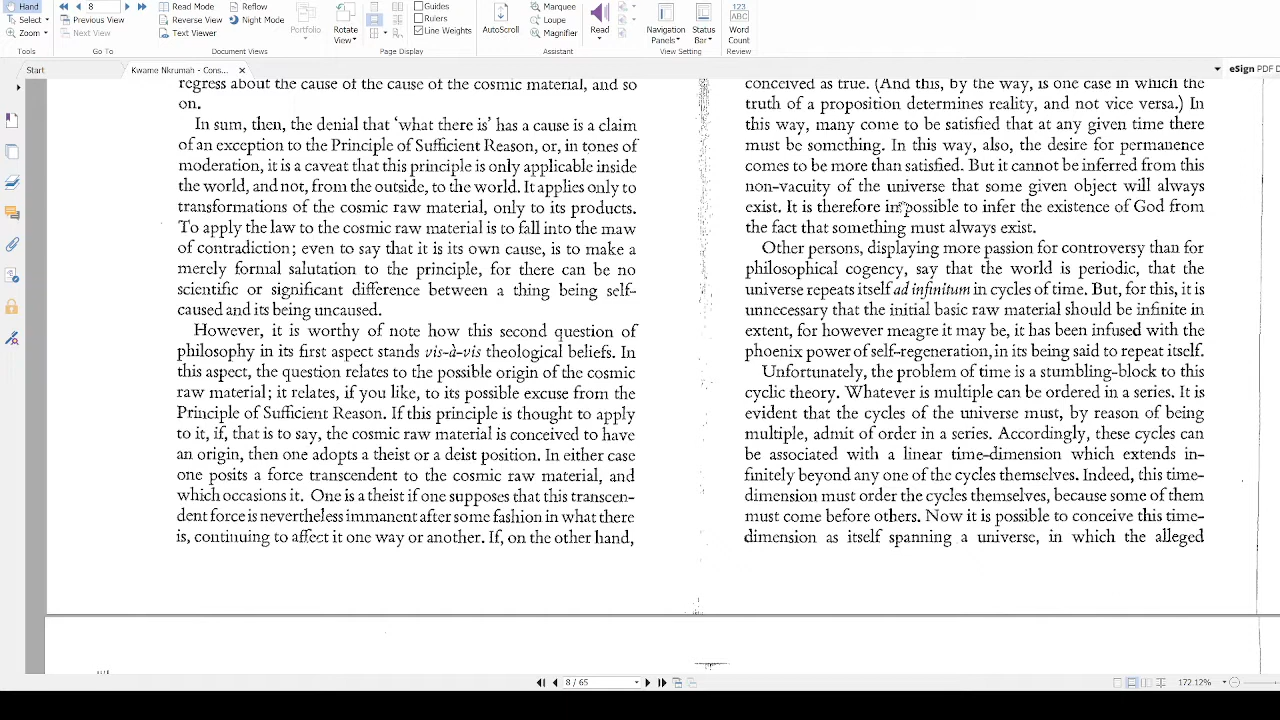 Hand
8
Read Mode
Reflow
Guides
Marquee
Select
Previous View
Reverse View
Night Mode
Rulers
Loupe
Zoom
Next View
Text Viewer
Portfolio
Rotate View
Line Weights
AutoScroll
Magnifier
Read
Navigation Panels
Status Bar
123 ABC
Word Count
Tools
Go To
Document Views
Page Display
Assistant
View Setting
Review
Start
Kwame Nkrumah - Cons...
eSign PDF D
regress about the cause of the cause of the cosmic material, and so
on.
In sum, then, the denial that ‘what there is’ has a cause is a claim
of an exception to the Principle of Sufficient Reason, or, in tones of
moderation, it is a caveat that this principle is only applicable inside
the world, and not, from the outside, to the world. It applies only to
transformations of the cosmic raw material, only to its products.
To apply the law to the cosmic raw material is to fall into the maw
of contradiction; even to say that it is its own cause, is to make a
merely formal salutation to the principle, for there can be no
scientific or significant difference between a thing being self-
caused and its being uncaused.
However, it is worthy of note how this second question of
philosophy in its first aspect stands vis-à-vis theological beliefs. In
this aspect, the question relates to the possible origin of the cosmic
raw material; it relates, if you like, to its possible excuse from the
Principle of Sufficient Reason. If this principle is thought to apply
to it, if, that is to say, the cosmic raw material is conceived to have
an origin, then one adopts a theist or a deist position. In either case
one posits a force transcendent to the cosmic raw material, and
which occasions it. One is a theist if one supposes that this transcen-
dent force is nevertheless immanent after some fashion in what there
is, continuing to affect it one way or another. If, on the other hand,
conceived as true. (And this, by the way, is one case in which the
truth of a proposition determines reality, and not vice versa.) In
this way, many come to be satisfied that at any given time there
must be something. In this way, also, the desire for permanence
comes to be more than satisfied. But it cannot be inferred from this
non-vacuity of the universe that some given object will always
exist. It is therefore impossible to infer the existence of God from
the fact that something must always exist.
Other persons, displaying more passion for controversy than for
philosophical cogency, say that the world is periodic, that the
universe repeats itself ad infinitum in cycles of time. But, for this, it is
unnecessary that the initial basic raw material should be infinite in
extent, for however meagre it may be, it has been infused with the
phoenix power of self-regeneration, in its being said to repeat itself.
Unfortunately, the problem of time is a stumbling-block to this
cyclic theory. Whatever is multiple can be ordered in a series. It is
evident that the cycles of the universe must, by reason of being
multiple, admit of order in a series. Accordingly, these cycles can
be associated with a linear time-dimension which extends in-
finitely beyond any one of the cycles themselves. Indeed, this time-
dimension must order the cycles themselves, because some of them
must come before others. Now it is possible to conceive this time-
dimension as itself spanning a universe, in which the alleged
8 / 65
172.12%